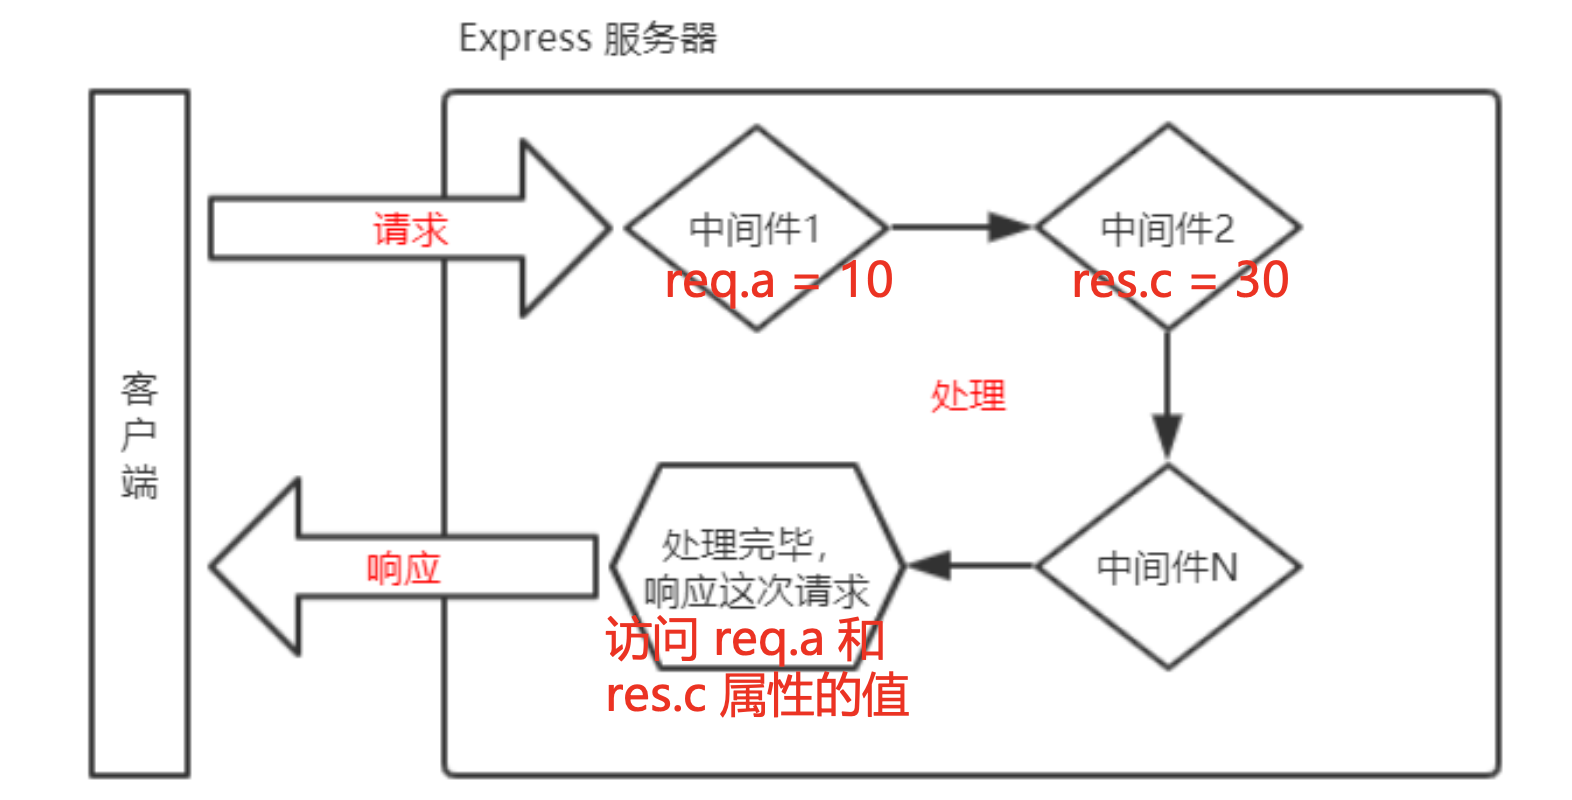 Express 服务器
请求
中间件1
req.a = 10
中间件2
res.c = 30
客
户
端
处理
响应
处理完毕，
响应这次请求
访问 req.a 和
res.c 属性的值
中间件N